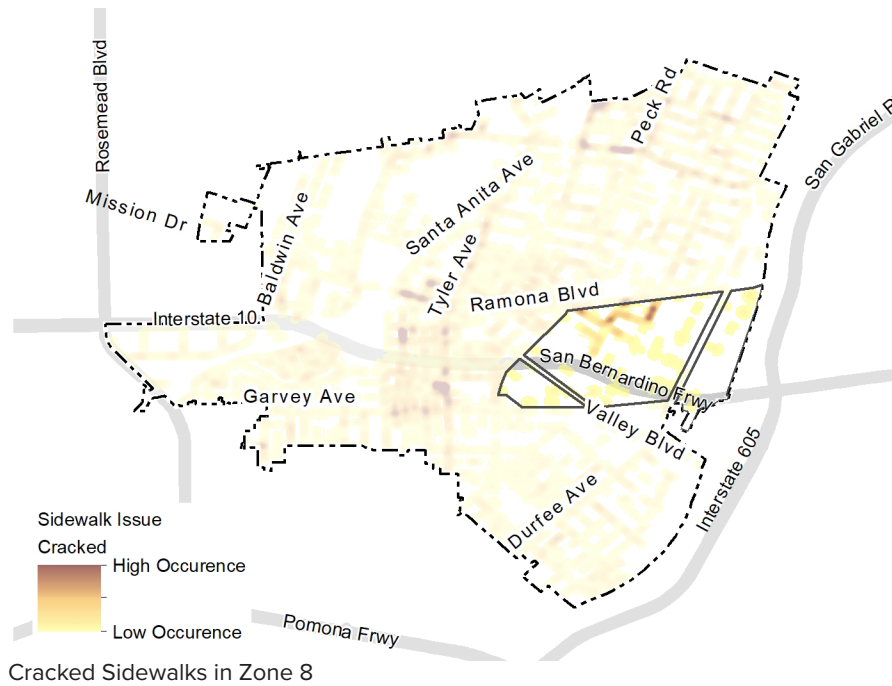 Rosemead Blvd
Peck Rd
San Gabriel R
Mission Dr
Baldwin Ave
Santa Anita Ave
Tyler Ave
Ramona Blvd
Interstate 10
San Bernardino Frwy
Garvey Ave
Valley Blvd
Interstate 605
Durfee Ave
Sidewalk Issue
Cracked
High Occurence
Low Occurence
Pomona Frwy
Cracked Sidewalks in Zone 8